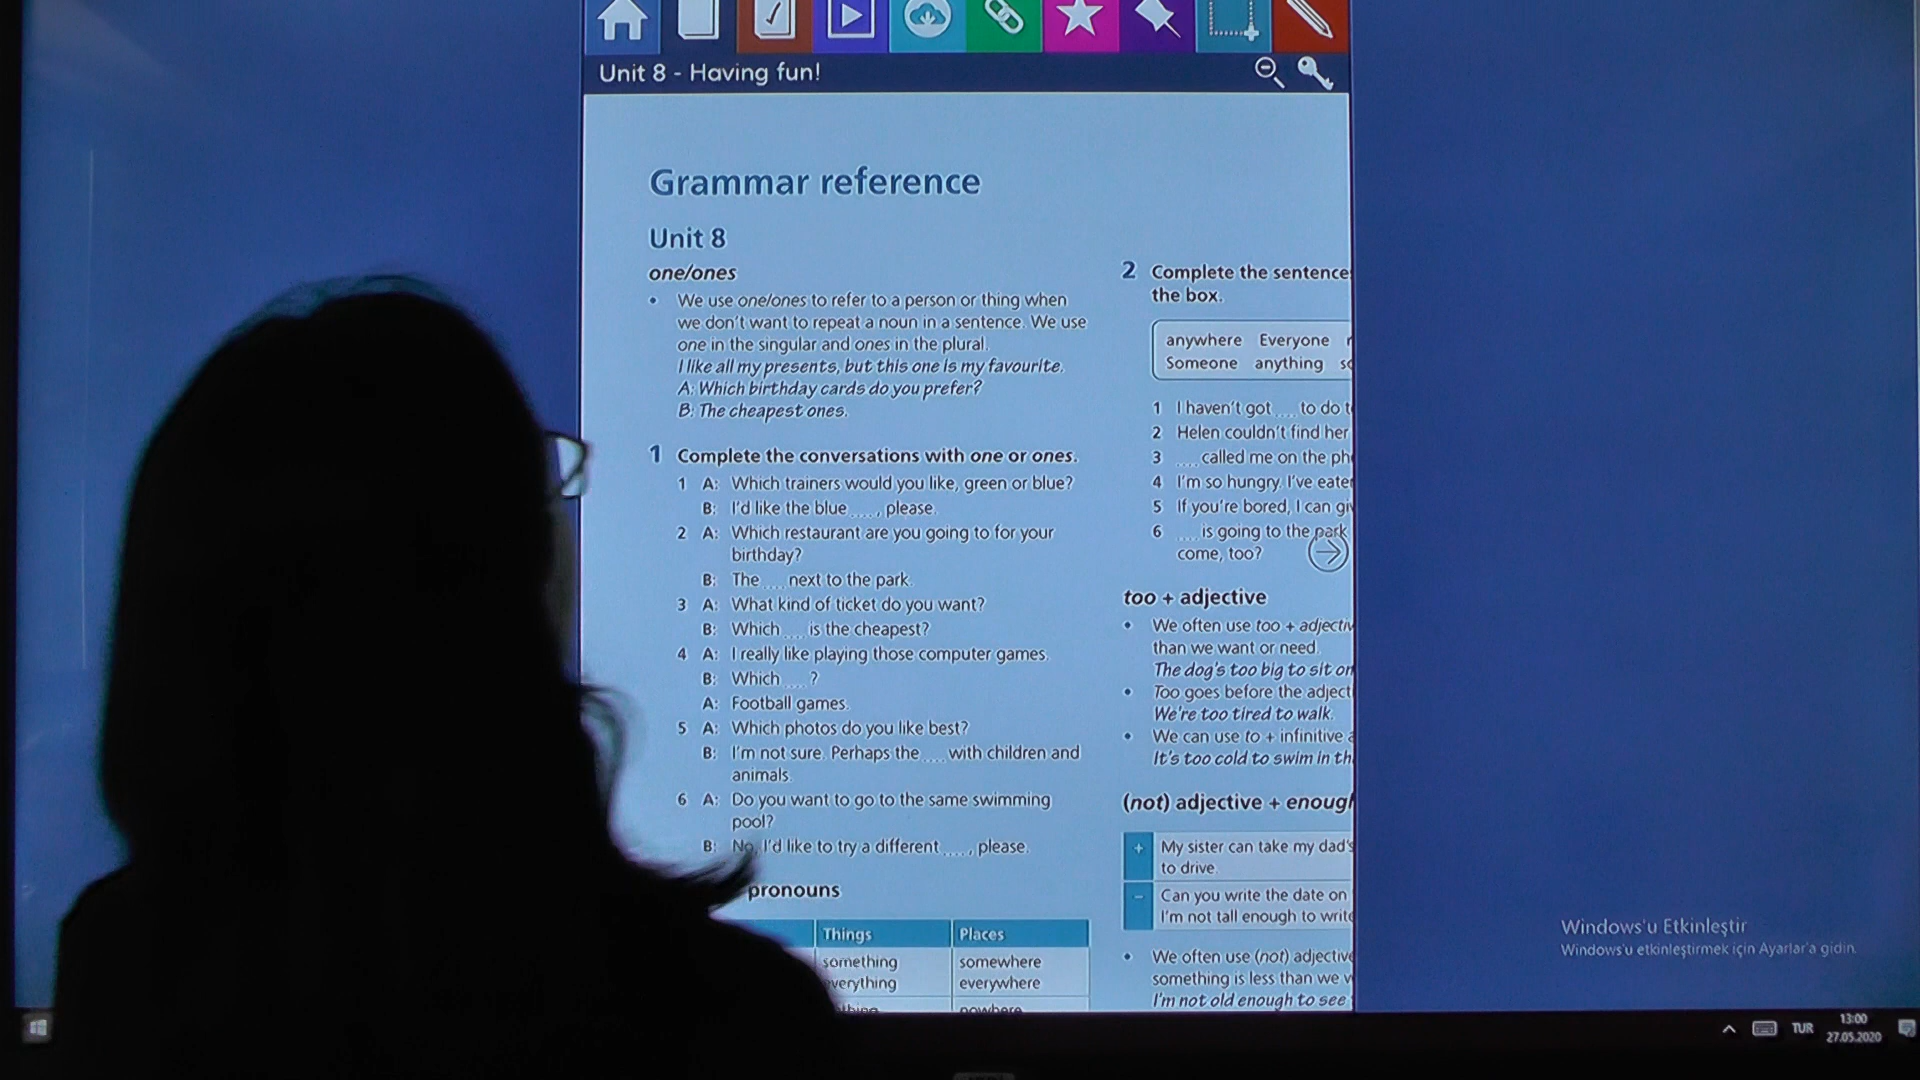 Unit 8 - Having fun!
Grammar reference
Unit 8
one/ones
• We use one/ones to refer to a person or thing when
we don't want to repeat a noun in a sentence. We use
one in the singular and ones in the plural.
I like all my presents, but this one is my favourite.
A: Which birthday cards do you prefer?
B: The cheapest ones.
1 Complete the conversations with one or ones.
1 A: Which trainers would you like, green or blue?
B: I'd like the blue ...., please.
2 A: Which restaurant are you going to for your
birthday?
B: The .... next to the park.
3 A: What kind of ticket do you want?
B: Which .... is the cheapest?
4 A: I really like playing those computer games.
B: Which .... ?
A: Football games.
5 A: Which photos do you like best?
B: I'm not sure. Perhaps the .... with children and
animals.
6 A: Do you want to go to the same swimming
pool?
B: No, I'd like to try a different ...., please.
pronouns
Things Places
something somewhere
verything everywhere
nowhere
2 Complete the sentence
the box.
anywhere Everyone
Someone anything
1 I haven't got .... to do
2 Helen couldn't find her
3 .... called me on the
4 I'm so hungry. I've
5 If you're bored, I can
6 .... is going to the park
come, too?
too + adjective
• We often use too +
than we want or need.
The dog's too big to sit
• Too goes before the
We're too tired to walk.
• We can use to + infinitive
It's too cold to swim in
(not) adjective +
+ My sister can take my dad's
to drive.
- Can you write the date on
I'm not tall enough to
• We often use (not)
something is less than we
I'm not old enough to see
Windows'u Etkinleştir
Windows'u etkinleştirmek için Ayarlar'a gidin.
TUR
13:00
27.05.2020